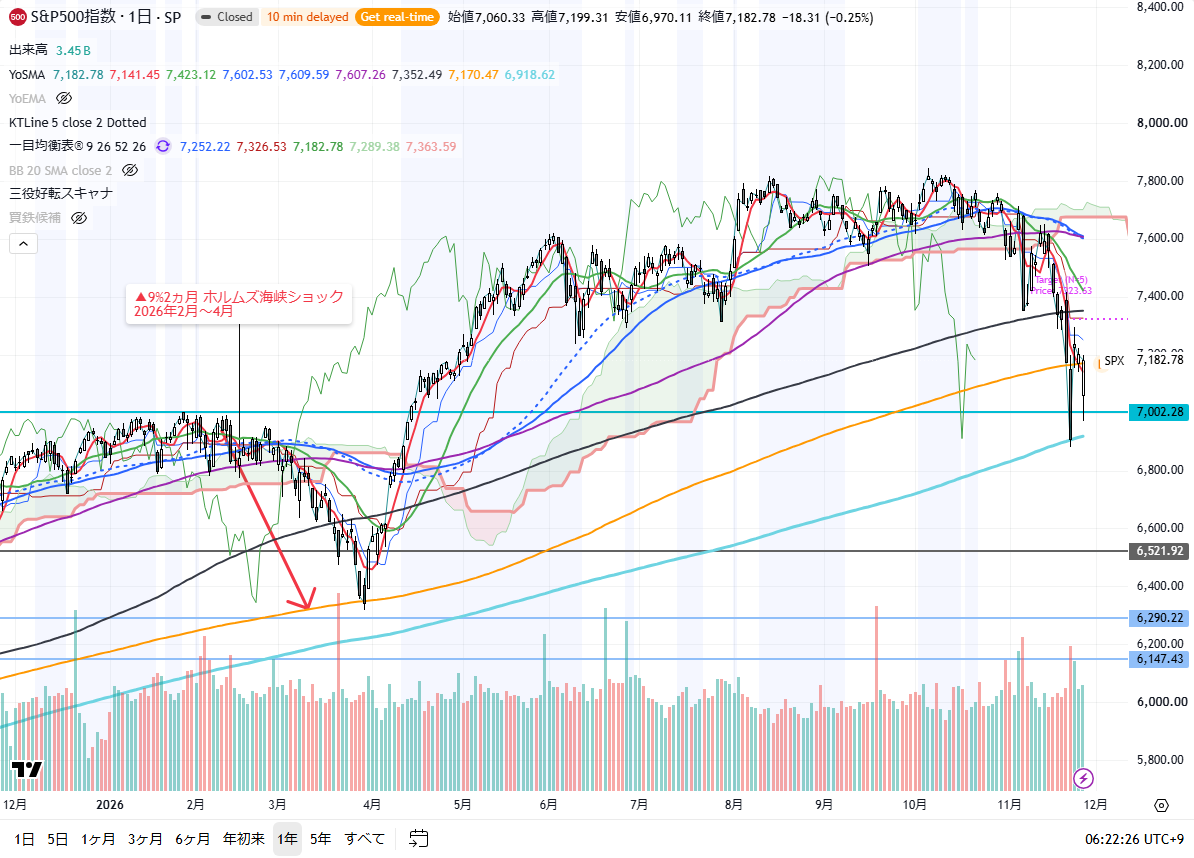 500 S&P500指数・1日・SP Closed 10 min delayed Get real-time 始値7,060.33 高値7,199.31 安値6,970.11 終値7,182.78 −18.31 (−0.25%)
出来高 3.45 B
YoSMA 7,182.78 7,141.45 7,423.12 7,602.53 7,609.59 7,607.26 7,352.49 7,170.47 6,918.62
YoEMA
KTLine 5 close 2 Dotted
一目均衡表® 9 26 52 26 7,252.22 7,326.53 7,182.78 7,289.38 7,363.59
BB 20 SMA close 2
三役好転スキャナ
買鉄候補
▲9%2ヵ月 ホルムズ海峡ショック
2026年2月～4月
8,400.00
8,200.00
8,000.00
7,800.00
7,600.00
7,400.00
SPX 7,182.78
7,002.28
6,800.00
6,600.00
6,521.92
6,400.00
6,290.22
6,200.00
6,147.43
6,000.00
5,800.00
12月 2026 2月 3月 4月 5月 6月 7月 8月 9月 10月 11月 12月
1日 5日 1ヶ月 3ヶ月 6ヶ月 年初来 1年 5年 すべて 06:22:26 UTC+9